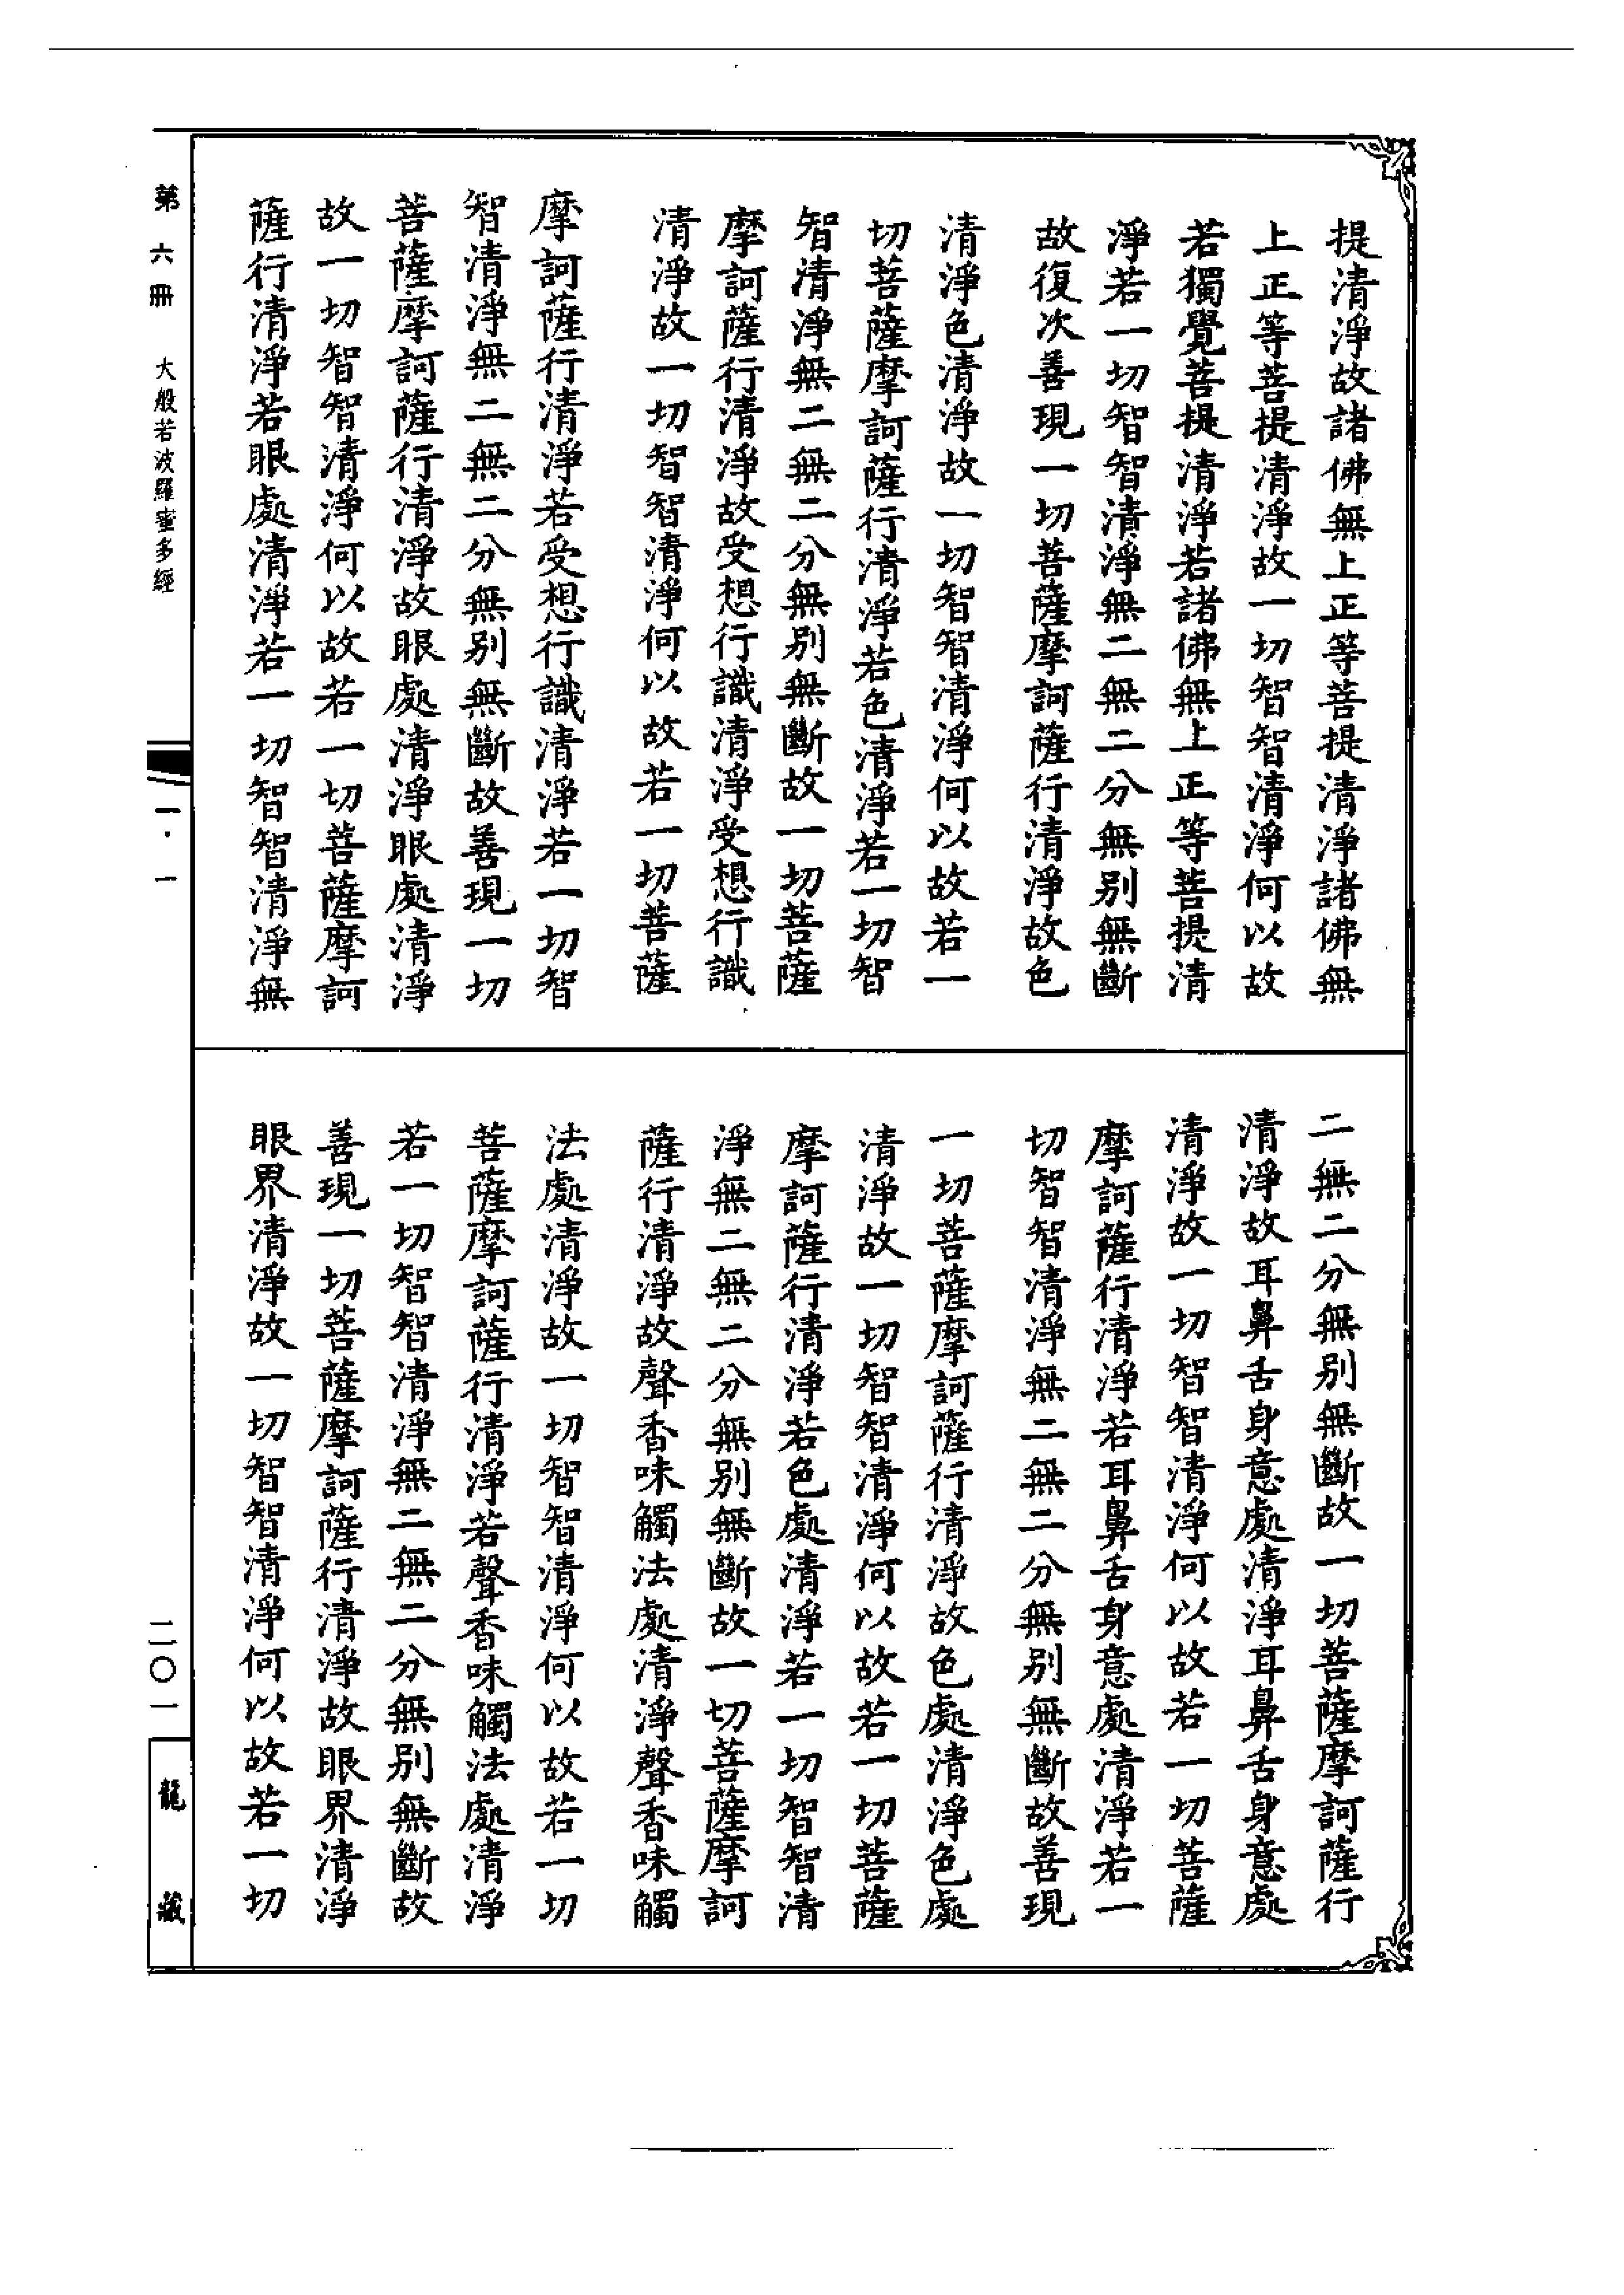 提清淨故諸佛無上正等菩提清淨諸佛無
上正等菩提清淨故一切智智清淨何以故
若獨覺菩提清淨若諸佛無上正等菩提清
淨若一切智智清淨無二無二分無別無斷
故復次善現一切菩薩摩訶薩行清淨故色
清淨色清淨故一切智智清淨何以故若一
切菩薩摩訶薩行清淨若色清淨若一切智
智清淨無二無二分無別無斷故一切菩薩
摩訶薩行清淨故受想行識清淨受想行識
清淨故一切智智清淨何以故若一切菩薩
摩訶薩行清淨若受想行識清淨若一切智
智清淨無二無二分無別無斷故善現一切
菩薩摩訶薩行清淨故眼處清淨眼處清淨
故一切智智清淨何以故若一切菩薩摩訶
薩行清淨若眼處清淨若一切智智清淨無
二無二分無別無斷故一切菩薩摩訶薩行
清淨故耳鼻舌身意處清淨耳鼻舌身意處
清淨故一切智智清淨何以故若一切菩薩
摩訶薩行清淨若耳鼻舌身意處清淨若一
切智智清淨無二無二分無別無斷故善現
一切菩薩摩訶薩行清淨故色處清淨色處
清淨故一切智智清淨何以故若一切菩薩
摩訶薩行清淨若色處清淨若一切智智清
淨無二無二分無別無斷故一切菩薩摩訶
薩行清淨故聲香味觸法處清淨聲香味觸
法處清淨故一切智智清淨何以故若一切
菩薩摩訶薩行清淨若聲香味觸法處清淨
若一切智智清淨無二無二分無別無斷故
善現一切菩薩摩訶薩行清淨故眼界清淨
眼界清淨故一切智智清淨何以故若一切
第六冊 大般若波羅蜜多經 一·一 二〇一 龍藏